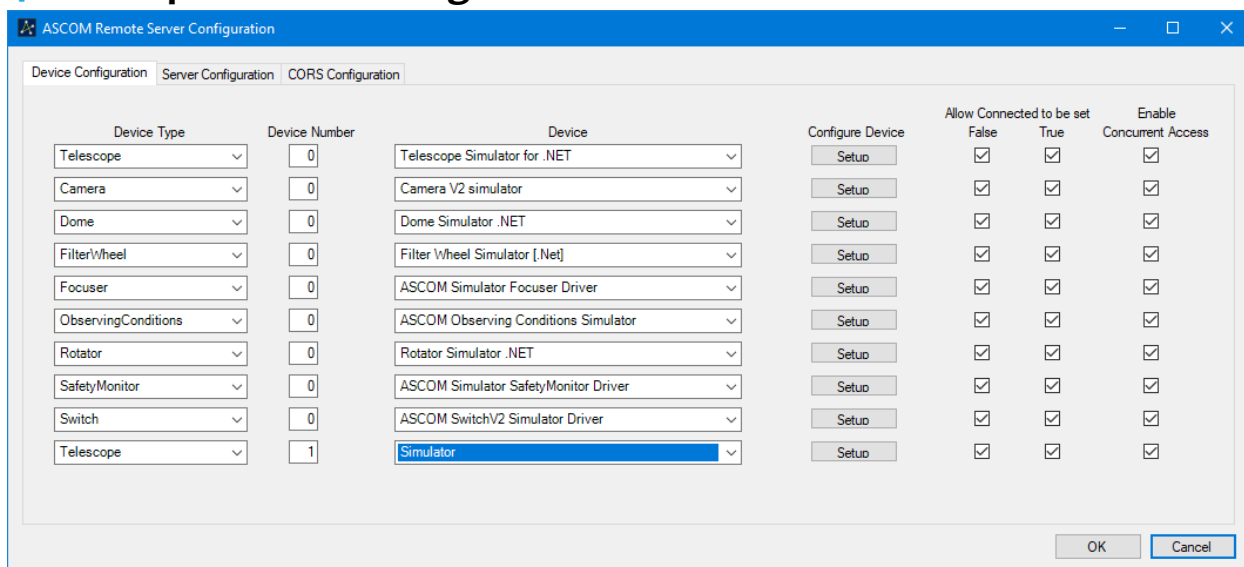 ASCOM Remote Server Configuration
Device Configuration Server Configuration CORS Configuration
Allow Connected to be set Enable
Device Type Device Number Device Configure Device False True Concurrent Access
Telescope 0 Telescope Simulator for .NET Setup
Camera 0 Camera V2 simulator Setup
Dome 0 Dome Simulator .NET Setup
FilterWheel 0 Filter Wheel Simulator [.Net] Setup
Focuser 0 ASCOM Simulator Focuser Driver Setup
ObservingConditions 0 ASCOM Observing Conditions Simulator Setup
Rotator 0 Rotator Simulator .NET Setup
SafetyMonitor 0 ASCOM Simulator SafetyMonitor Driver Setup
Switch 0 ASCOM SwitchV2 Simulator Driver Setup
Telescope 1 Simulator Setup
OK Cancel